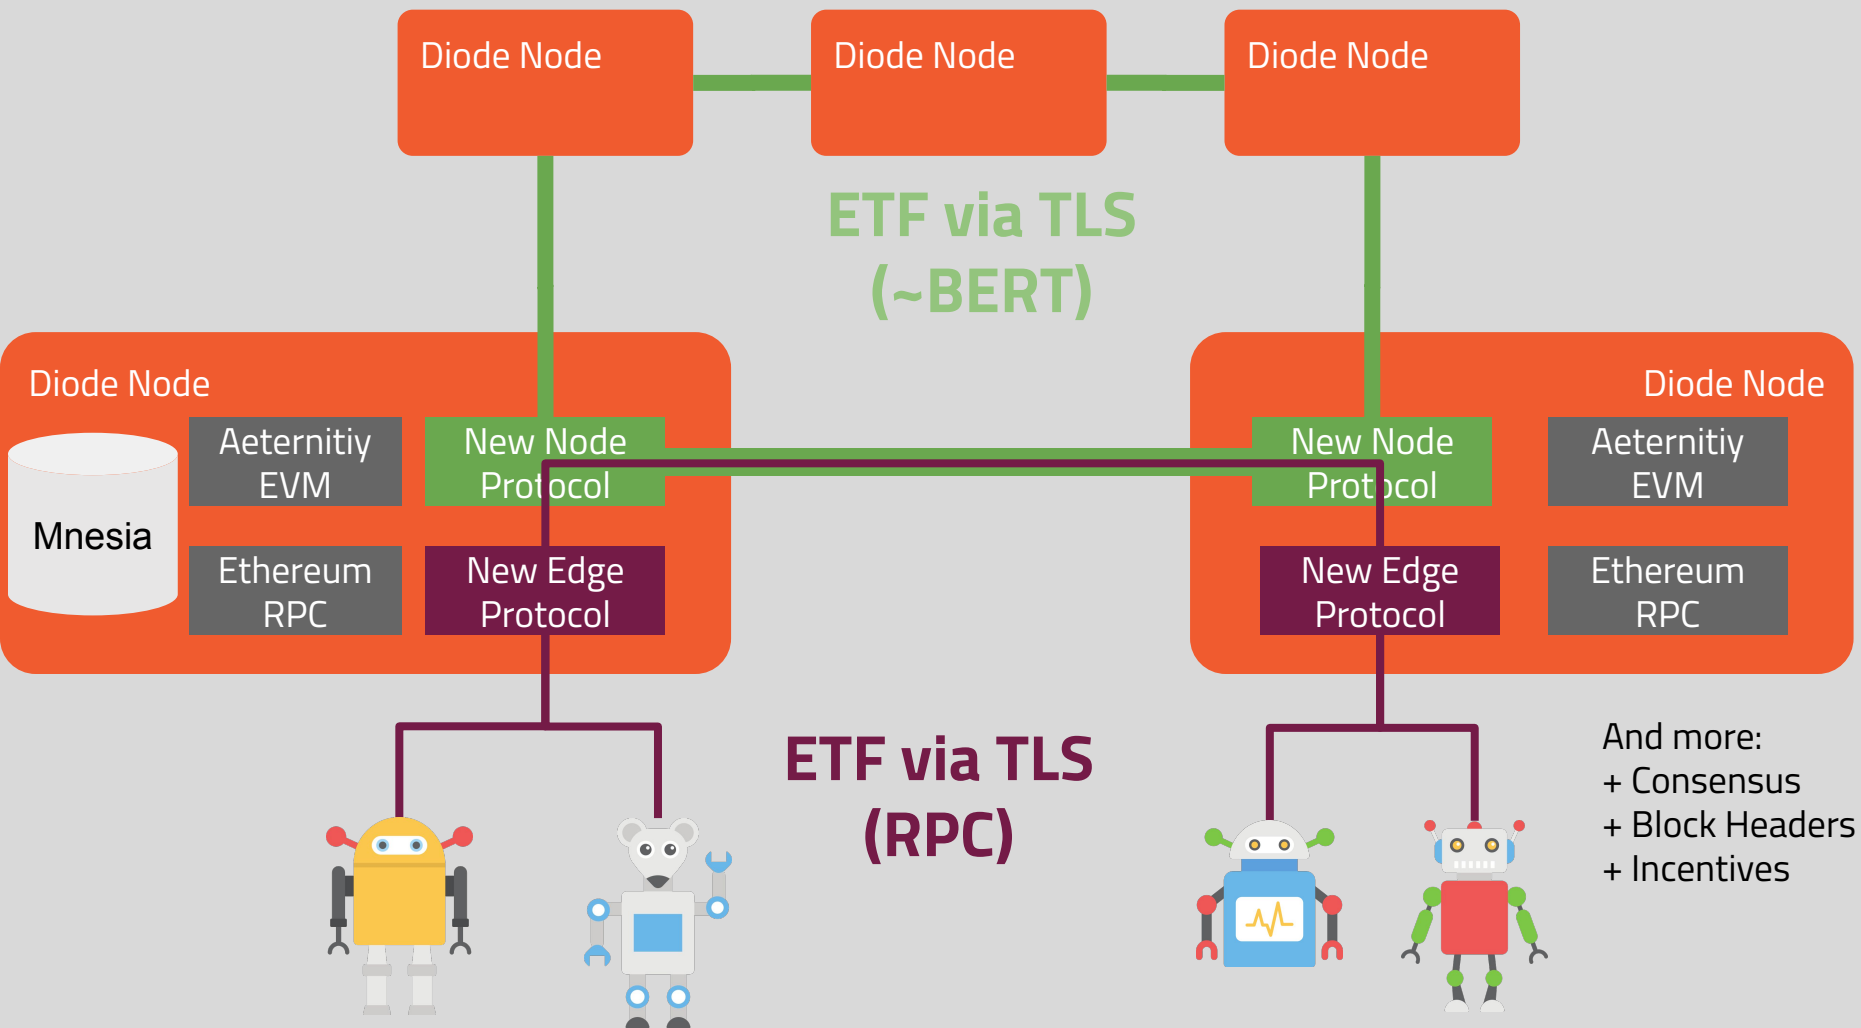 Diode Node
Diode Node
Diode Node
ETF via TLS
(~BERT)
Diode Node
Mnesia
Aeternitiy
EVM
New Node
Protocol
Ethereum
RPC
New Edge
Protocol
Diode Node
New Node
Protocol
Aeternitiy
EVM
New Edge
Protocol
Ethereum
RPC
ETF via TLS
(RPC)
And more:
+ Consensus
+ Block Headers
+ Incentives